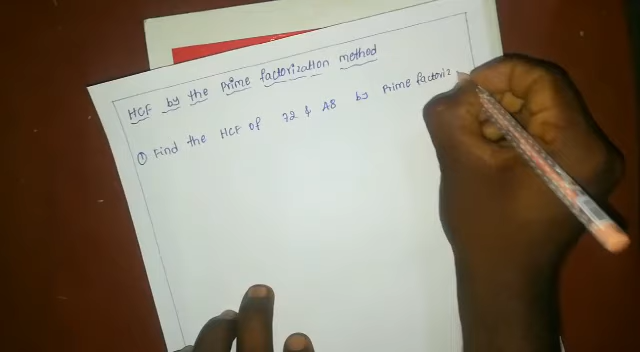 HCF by the Prime factorization method
① Find the HCF of 72 & 48 by Prime factoriz